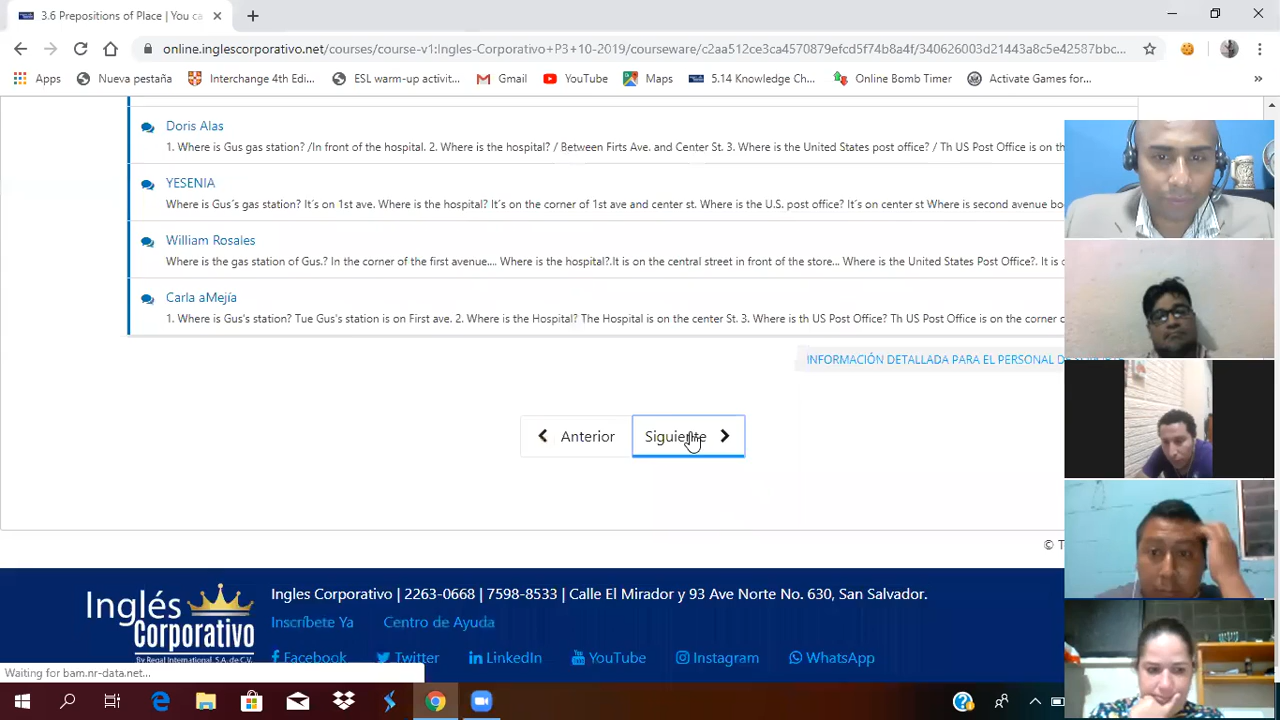 3.6 Prepositions of Place | You ca
online.inglescorporativo.net/courses/course-v1:Ingles-Corporativo+P3+10-2019/courseware/c2aa512ce3ca4570879efcd5f74b8a4f/340626003d21443a8c5e42587bbc...
Apps Nueva pestaña Interchange 4th Edi... ESL warm-up activit... Gmail YouTube Maps 5.14 Knowledge Ch... Online Bomb Timer Activate Games for... »
Doris Alas
1. Where is Gus gas station? /In front of the hospital. 2. Where is the hospital? / Between Firts Ave. and Center St. 3. Where is the United States post office? / Th US Post Office is on the
YESENIA
Where is Gus´s gas station? It´s on 1st ave. Where is the hospital? It´s on the corner of 1st ave and center st. Where is the U.S. post office? It´s on center st Where is second avenue bo
William Rosales
Where is the gas station of Gus.? In the corner of the first avenue.... Where is the hospital?.It is on the central street in front of the store... Where is the United States Post Office?. It is
Carla aMejía
1. Where is Gus's station? Tue Gus's station is on First ave. 2. Where is the Hospital? The Hospital is on the center St. 3. Where is th US Post Office? Th US Post Office is on the corner
INFORMACIÓN DETALLADA PARA EL PERSONAL DE
Anterior Siguiente
©
Inglés Corporativo
By Regal International, S.A. de C.V.
Ingles Corporativo | 2263-0668 | 7598-8533 | Calle El Mirador y 93 Ave Norte No. 630, San Salvador.
Inscríbete Ya Centro de Ayuda
Facebook Twitter LinkedIn YouTube Instagram WhatsApp
Waiting for bam.nr-data.net...